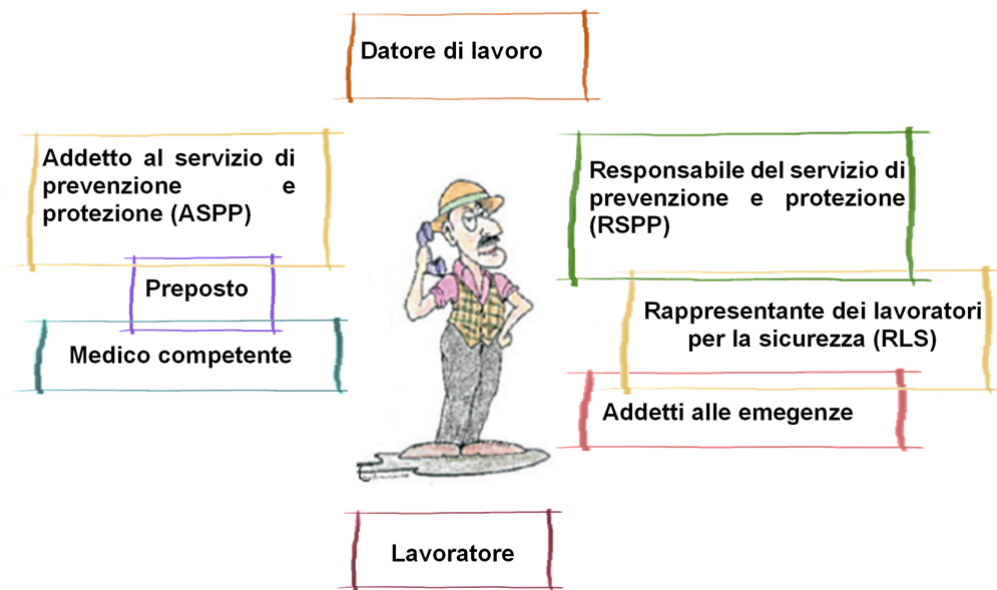 Datore di lavoro
Addetto al servizio di
prevenzione e
protezione (ASPP)
Responsabile del servizio di
prevenzione e protezione
(RSPP)
Preposto
Rappresentante dei lavoratori
per la sicurezza (RLS)
Medico competente
Addetti alle emegenze
Lavoratore